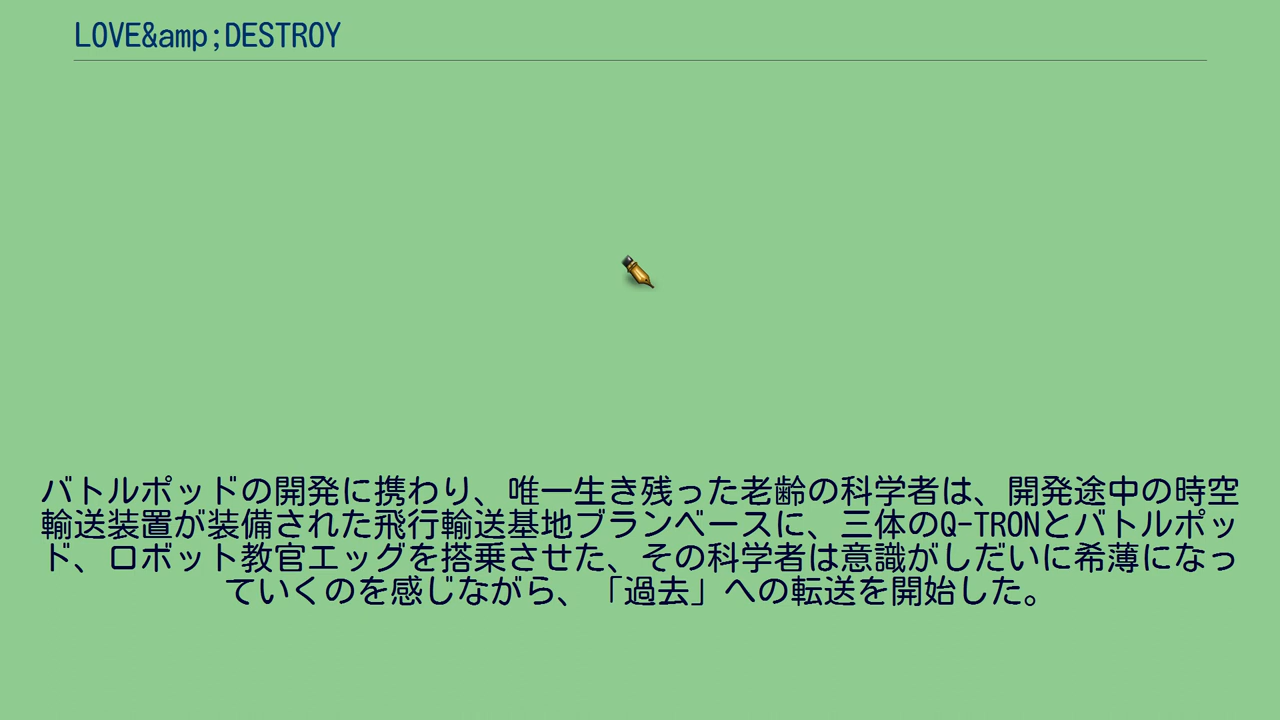 LOVE&amp;DESTROY
バトルポッドの開発に携わり、唯一生き残った老齢の科学者は、開発途中の時空
輸送装置が装備された飛行輸送基地ブランベースに、三体のQ-TRONとバトルポッ
ド、ロボット教官エッグを搭乗させた、その科学者は意識がしだいに希薄になっ
ていくのを感じながら、「過去」への転送を開始した。